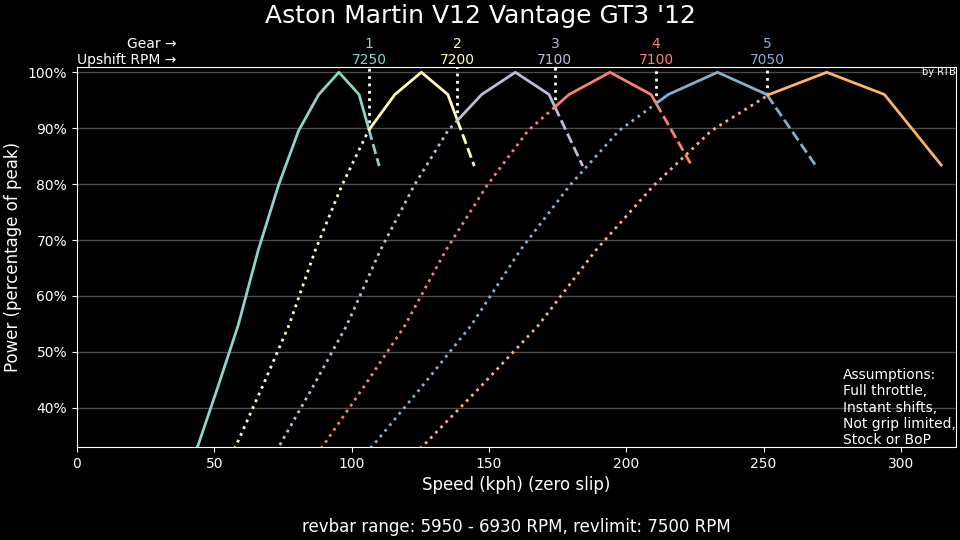 Aston Martin V12 Vantage GT3 '12
Gear → 1 2 3 4 5
Upshift RPM → 7250 7200 7100 7100 7050
by RTB
100%
90%
80%
70%
60%
50%
40%
Power (percentage of peak)
Assumptions:
Full throttle,
Instant shifts,
Not grip limited,
Stock or BoP
0 50 100 150 200 250 300
Speed (kph) (zero slip)
revbar range: 5950 - 6930 RPM, revlimit: 7500 RPM